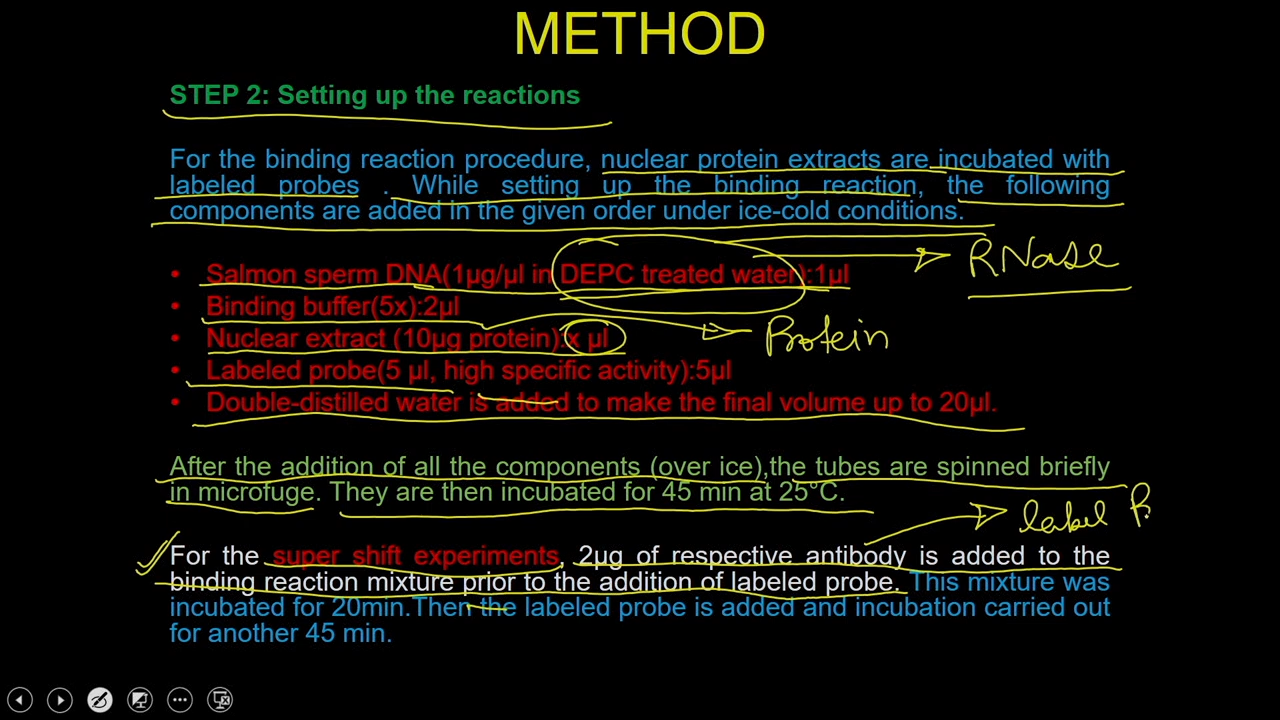 METHOD
STEP 2: Setting up the reactions
For the binding reaction procedure, nuclear protein extracts are incubated with
labeled probes . While setting up the binding reaction, the following
components are added in the given order under ice-cold conditions.
• Salmon sperm DNA(1µg/µl in DEPC treated water):1µl
RNase
• Binding buffer(5x):2µl
• Nuclear extract (10µg protein):x µl
Protein
• Labeled probe(5 µl, high specific activity):5µl
• Double-distilled water is added to make the final volume up to 20µl.
After the addition of all the components (over ice),the tubes are spinned briefly
in microfuge. They are then incubated for 45 min at 25°C.
label
For the super shift experiments, 2µg of respective antibody is added to the
binding reaction mixture prior to the addition of labeled probe. This mixture was
incubated for 20min.Then the labeled probe is added and incubation carried out
for another 45 min.